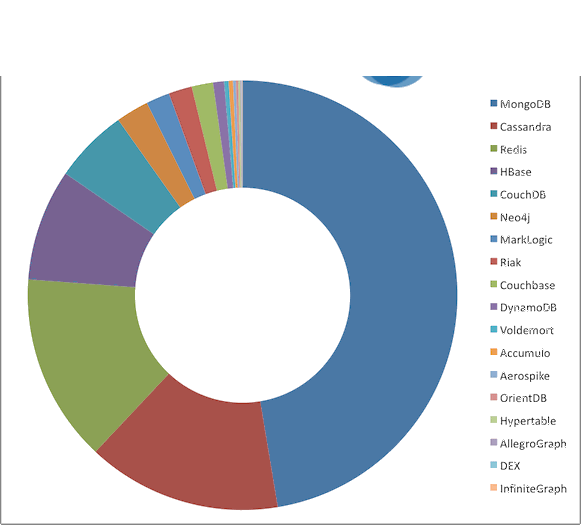 MongoDB
Cassandra
Redis
HBase
CouchDB
Neo4j
MarkLogic
Riak
Couchbase
DynamoDB
Voldemort
Accumulo
Aerospike
OrientDB
Hypertable
AllegroGraph
DEX
InfiniteGraph